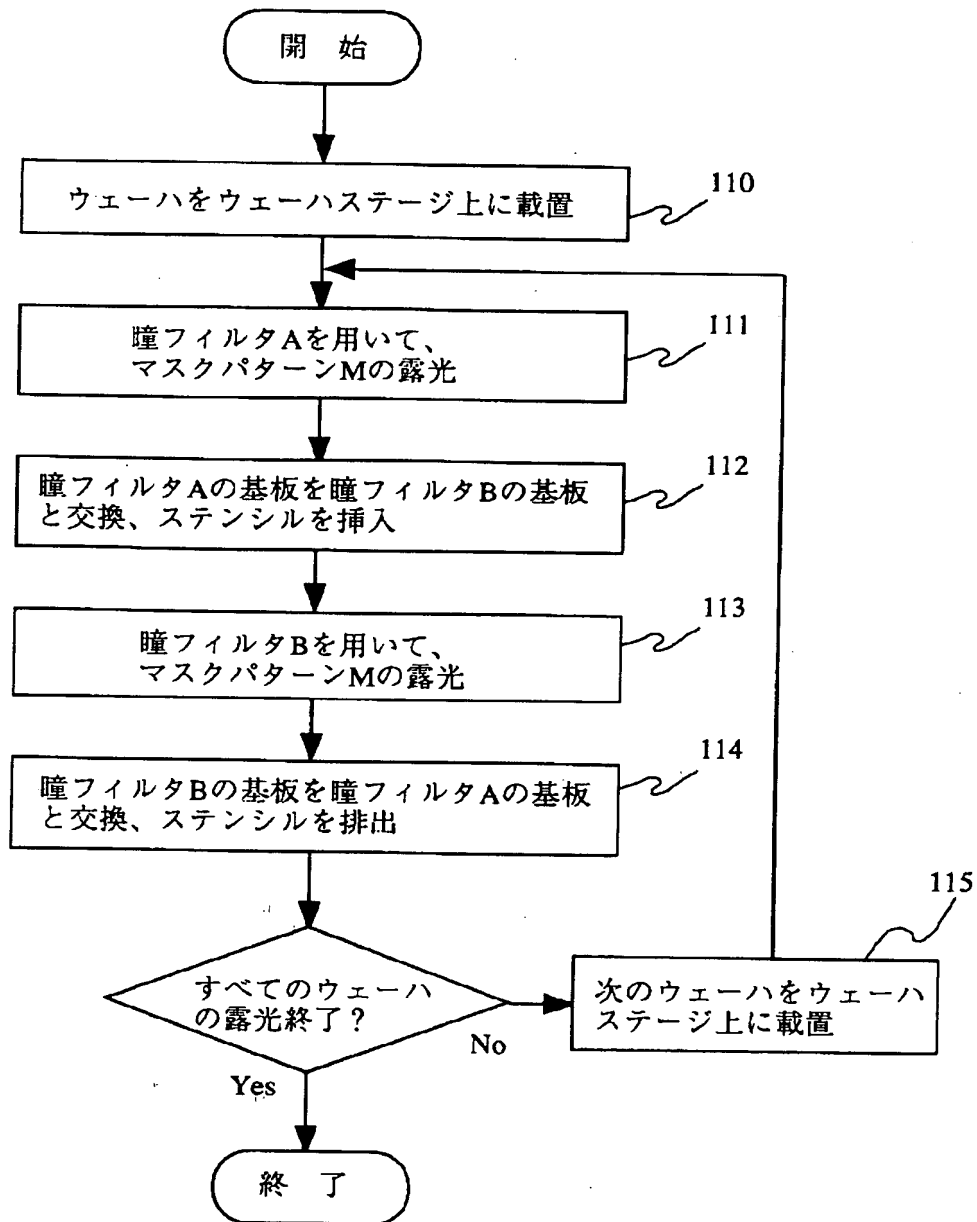 開 始
ウェーハをウェーハステージ上に載置
110
瞳フィルタAを用いて、
マスクパターンMの露光
111
瞳フィルタAの基板を瞳フィルタBの基板
と交換、ステンシルを挿入
112
瞳フィルタBを用いて、
マスクパターンMの露光
113
瞳フィルタBの基板を瞳フィルタAの基板
と交換、ステンシルを排出
114
すべてのウェーハ
の露光終了？
No
Yes
次のウェーハをウェーハ
ステージ上に載置
115
終 了